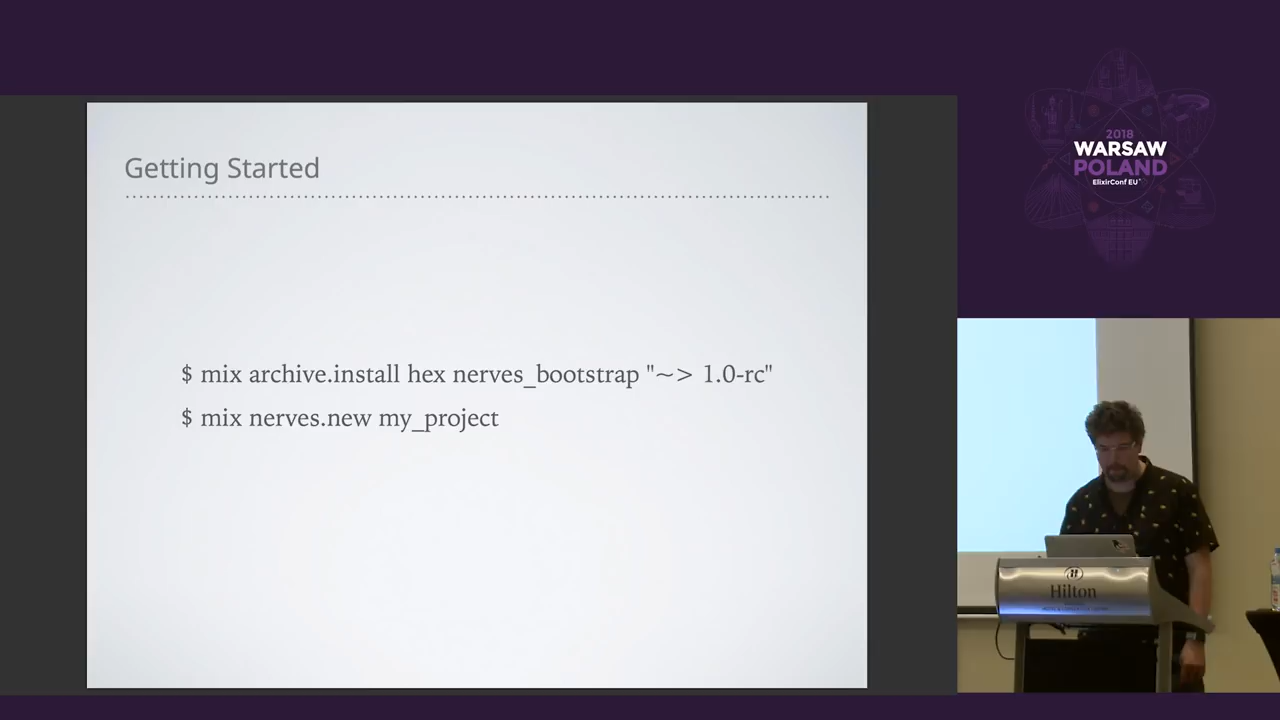 Getting Started
$ mix archive.install hex nerves_bootstrap "~> 1.0-rc"
$ mix nerves.new my_project
2018
WARSAW
POLAND
ElixirConf EU
Hilton